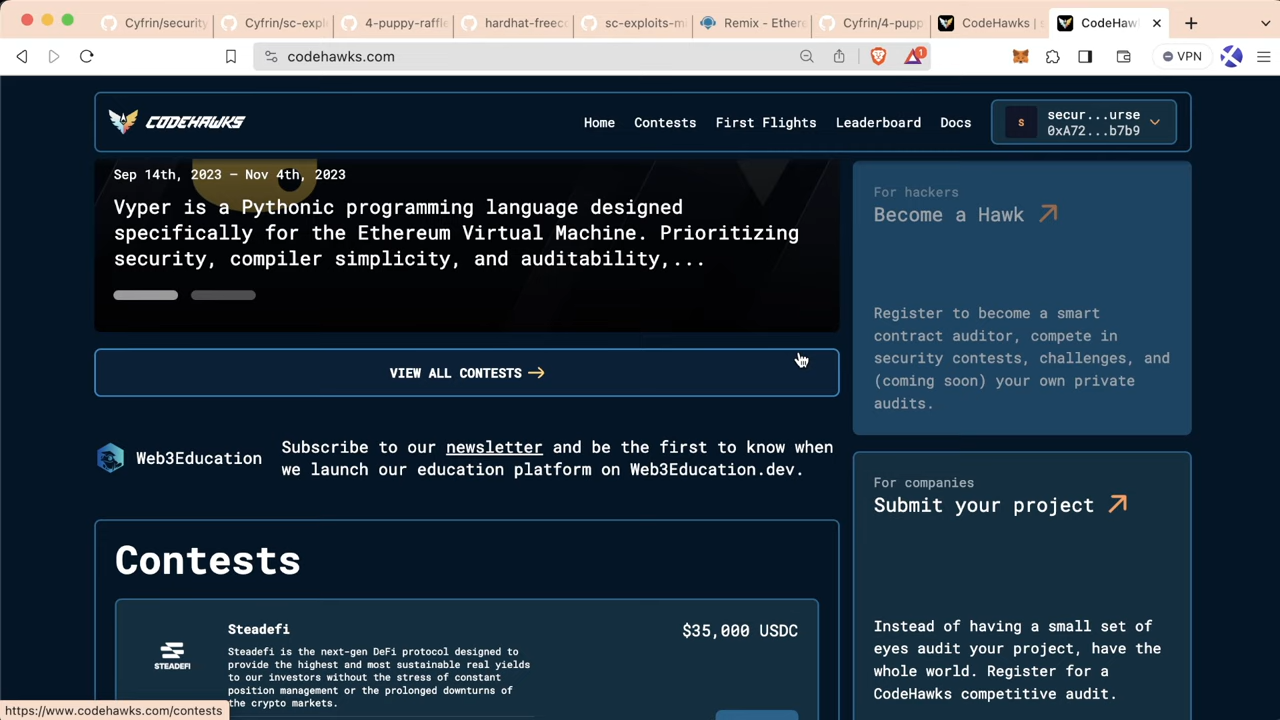 Cyfrin/security
Cyfrin/sc-expl
4-puppy-raffle
hardhat-freecc
sc-exploits-mi
Remix - Ethere
Cyfrin/4-pupp
CodeHawks | s
CodeHaw
codehawks.com
1
VPN
CODEHAWKS
Home
Contests
First Flights
Leaderboard
Docs
S
secur...urse
0xA72...b7b9
Sep 14th, 2023 — Nov 4th, 2023
Vyper is a Pythonic programming language designed
specifically for the Ethereum Virtual Machine. Prioritizing
security, compiler simplicity, and auditability,...
VIEW ALL CONTESTS
Web3Education
Subscribe to our newsletter and be the first to know when
we launch our education platform on Web3Education.dev.
Contests
STEADEFI
Steadefi
$35,000 USDC
Steadefi is the next-gen DeFi protocol designed to
provide the highest and most sustainable real yields
to our investors without the stress of constant
position management or the prolonged downturns of
the crypto markets.
For hackers
Become a Hawk
Register to become a smart
contract auditor, compete in
security contests, challenges, and
(coming soon) your own private
audits.
For companies
Submit your project
Instead of having a small set of
eyes audit your project, have the
whole world. Register for a
CodeHawks competitive audit.
https://www.codehawks.com/contests